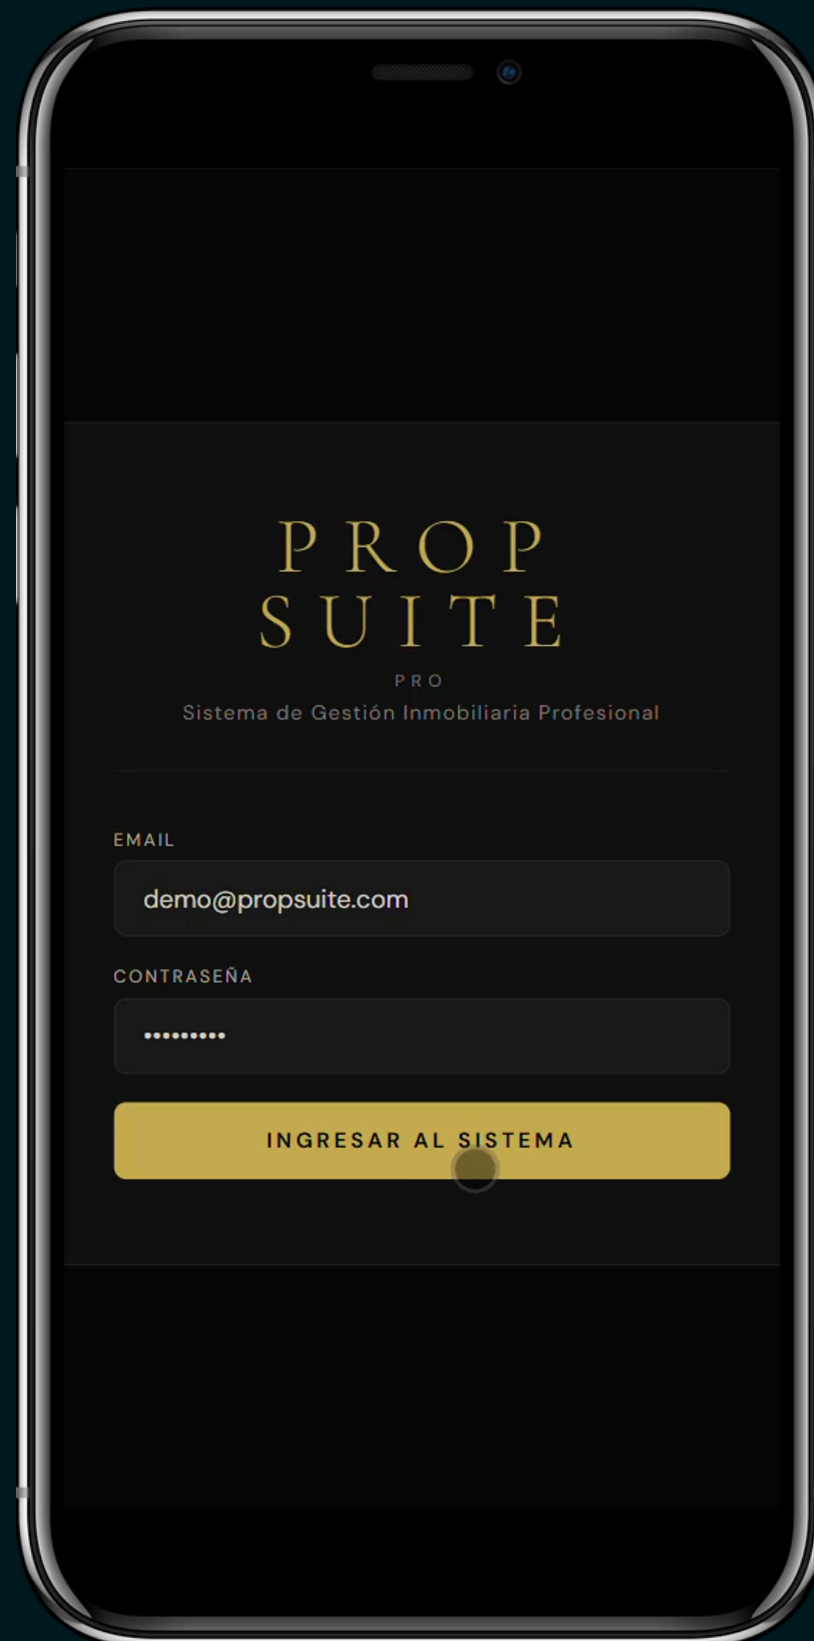 PROP
SUITE
PRO
Sistema de Gestión Inmobiliaria Profesional
EMAIL
demo@propsuite.com
CONTRASEÑA
•••••••••
INGRESAR AL SISTEMA